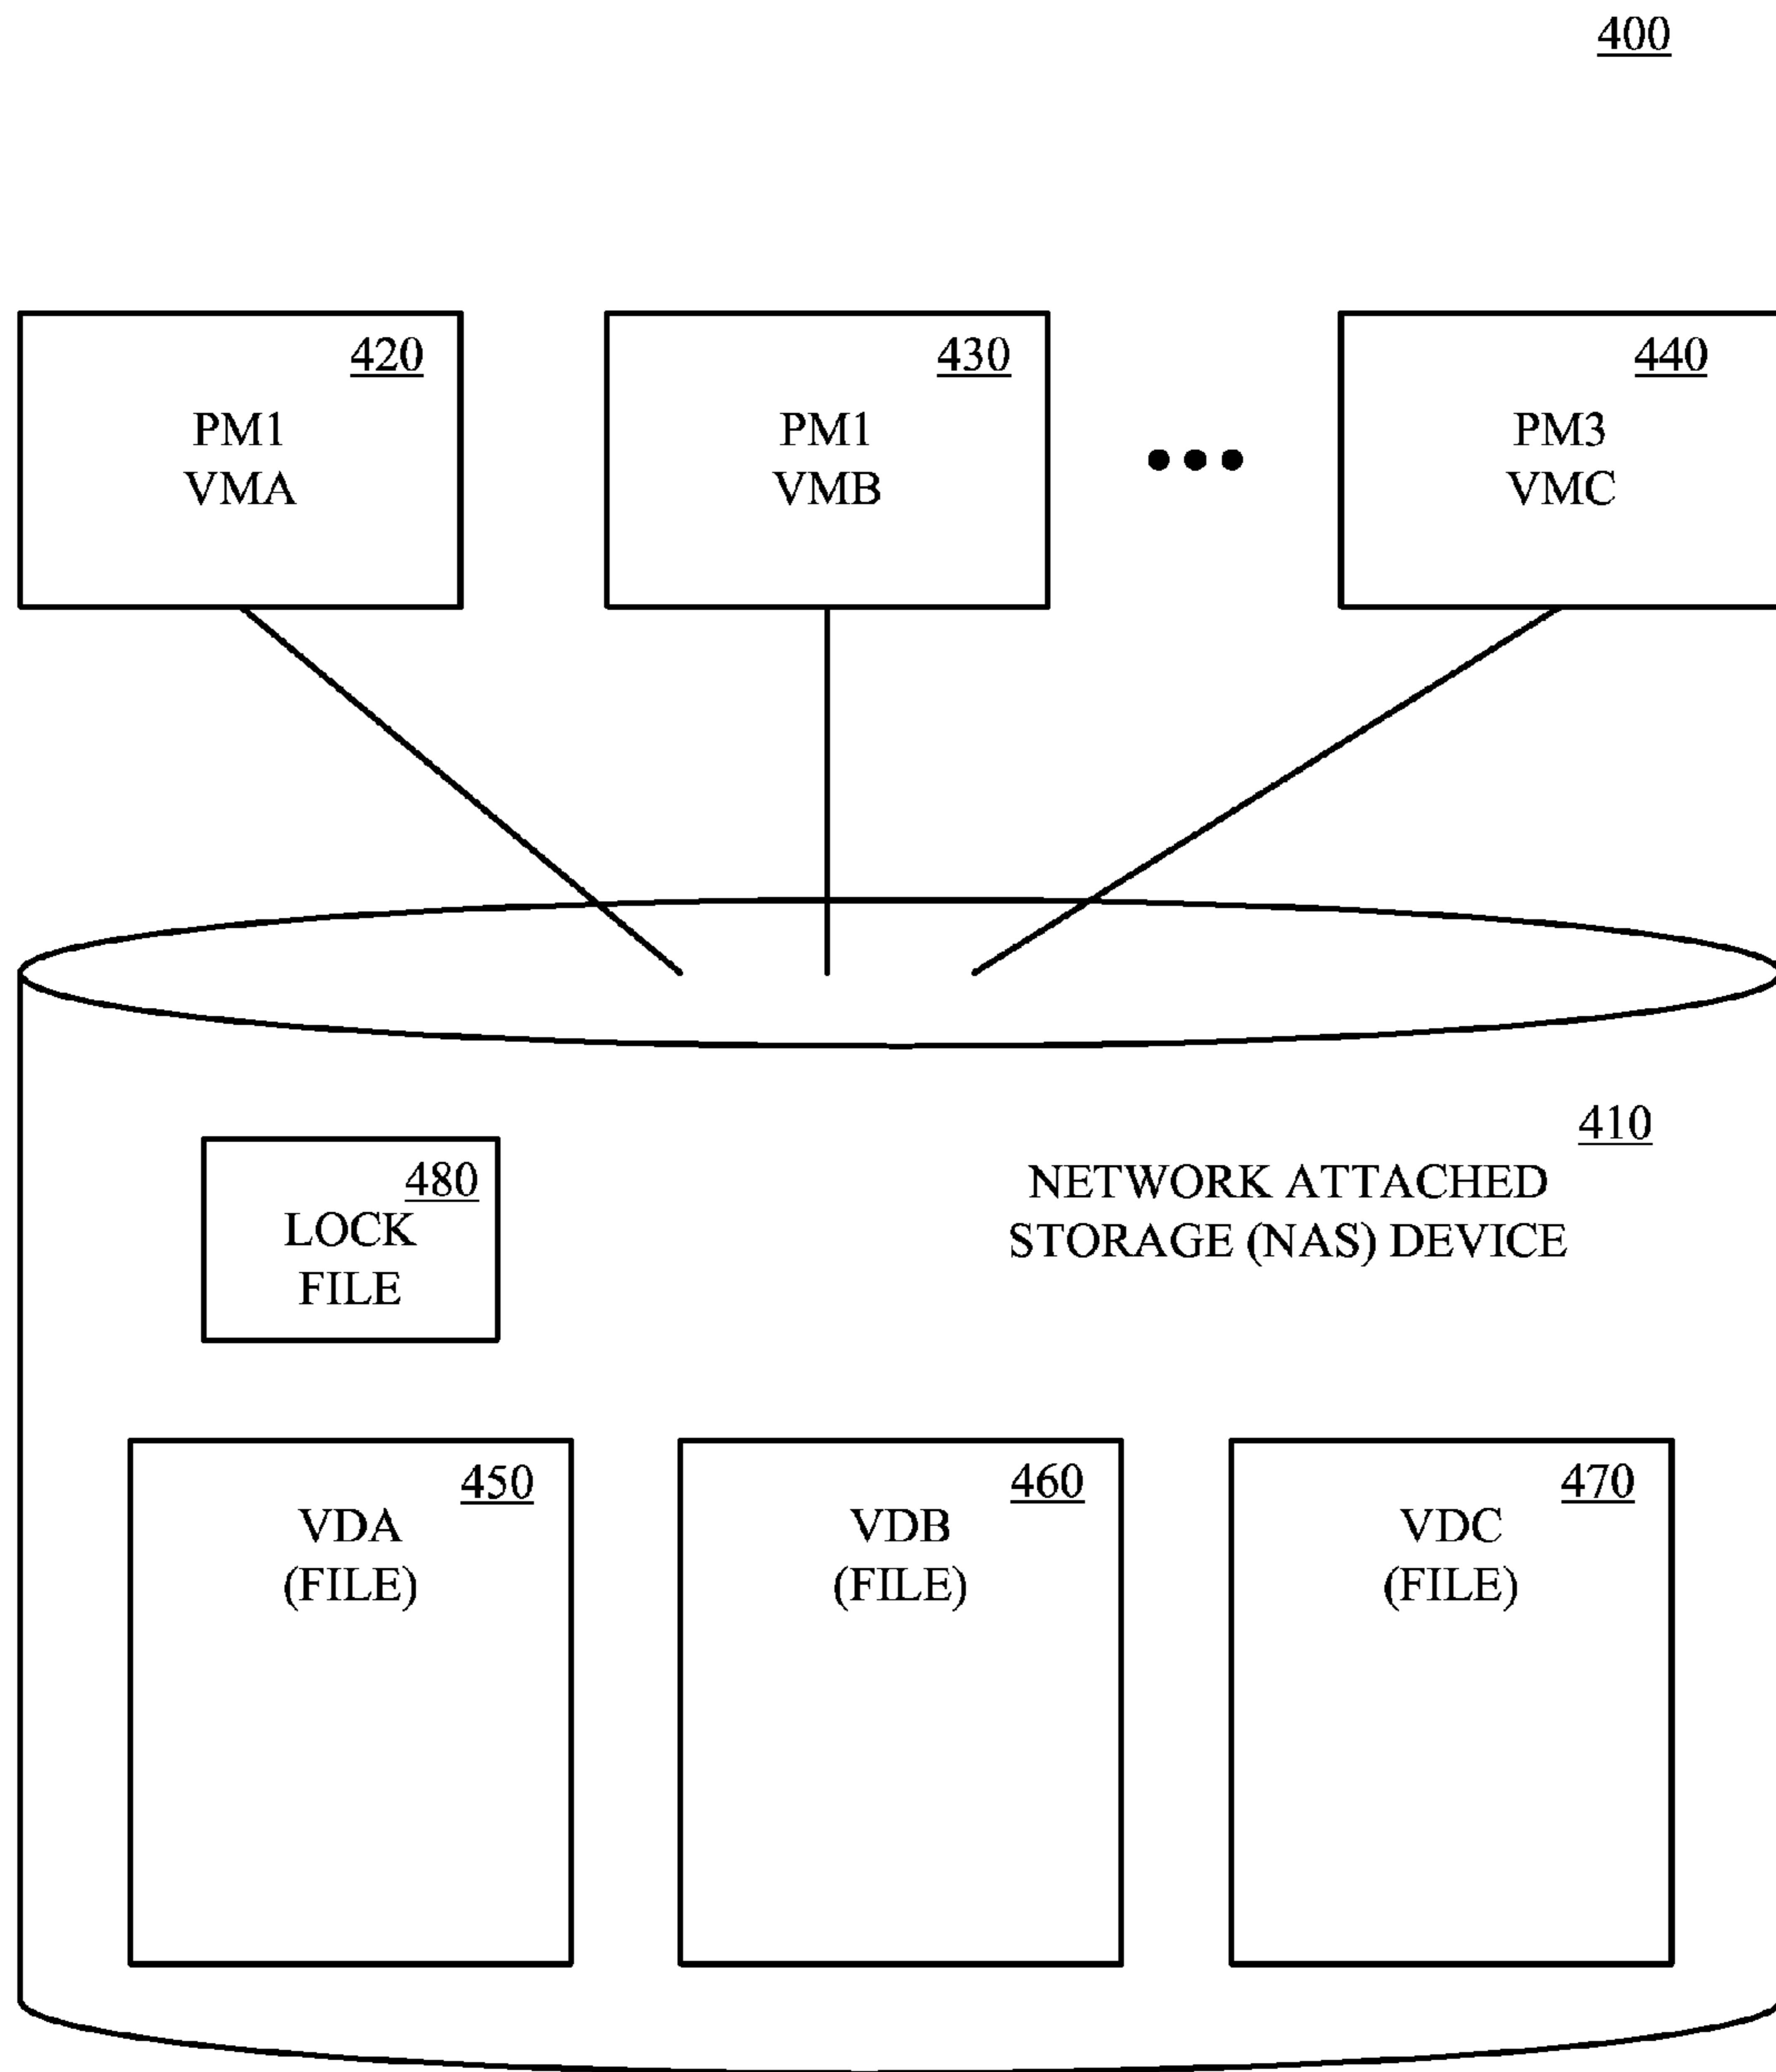 400
420
PM1
VMA
430
PM1
VMB
440
PM3
VMC
410
NETWORK ATTACHED
STORAGE (NAS) DEVICE
480
LOCK
FILE
450
VDA
(FILE)
460
VDB
(FILE)
470
VDC
(FILE)